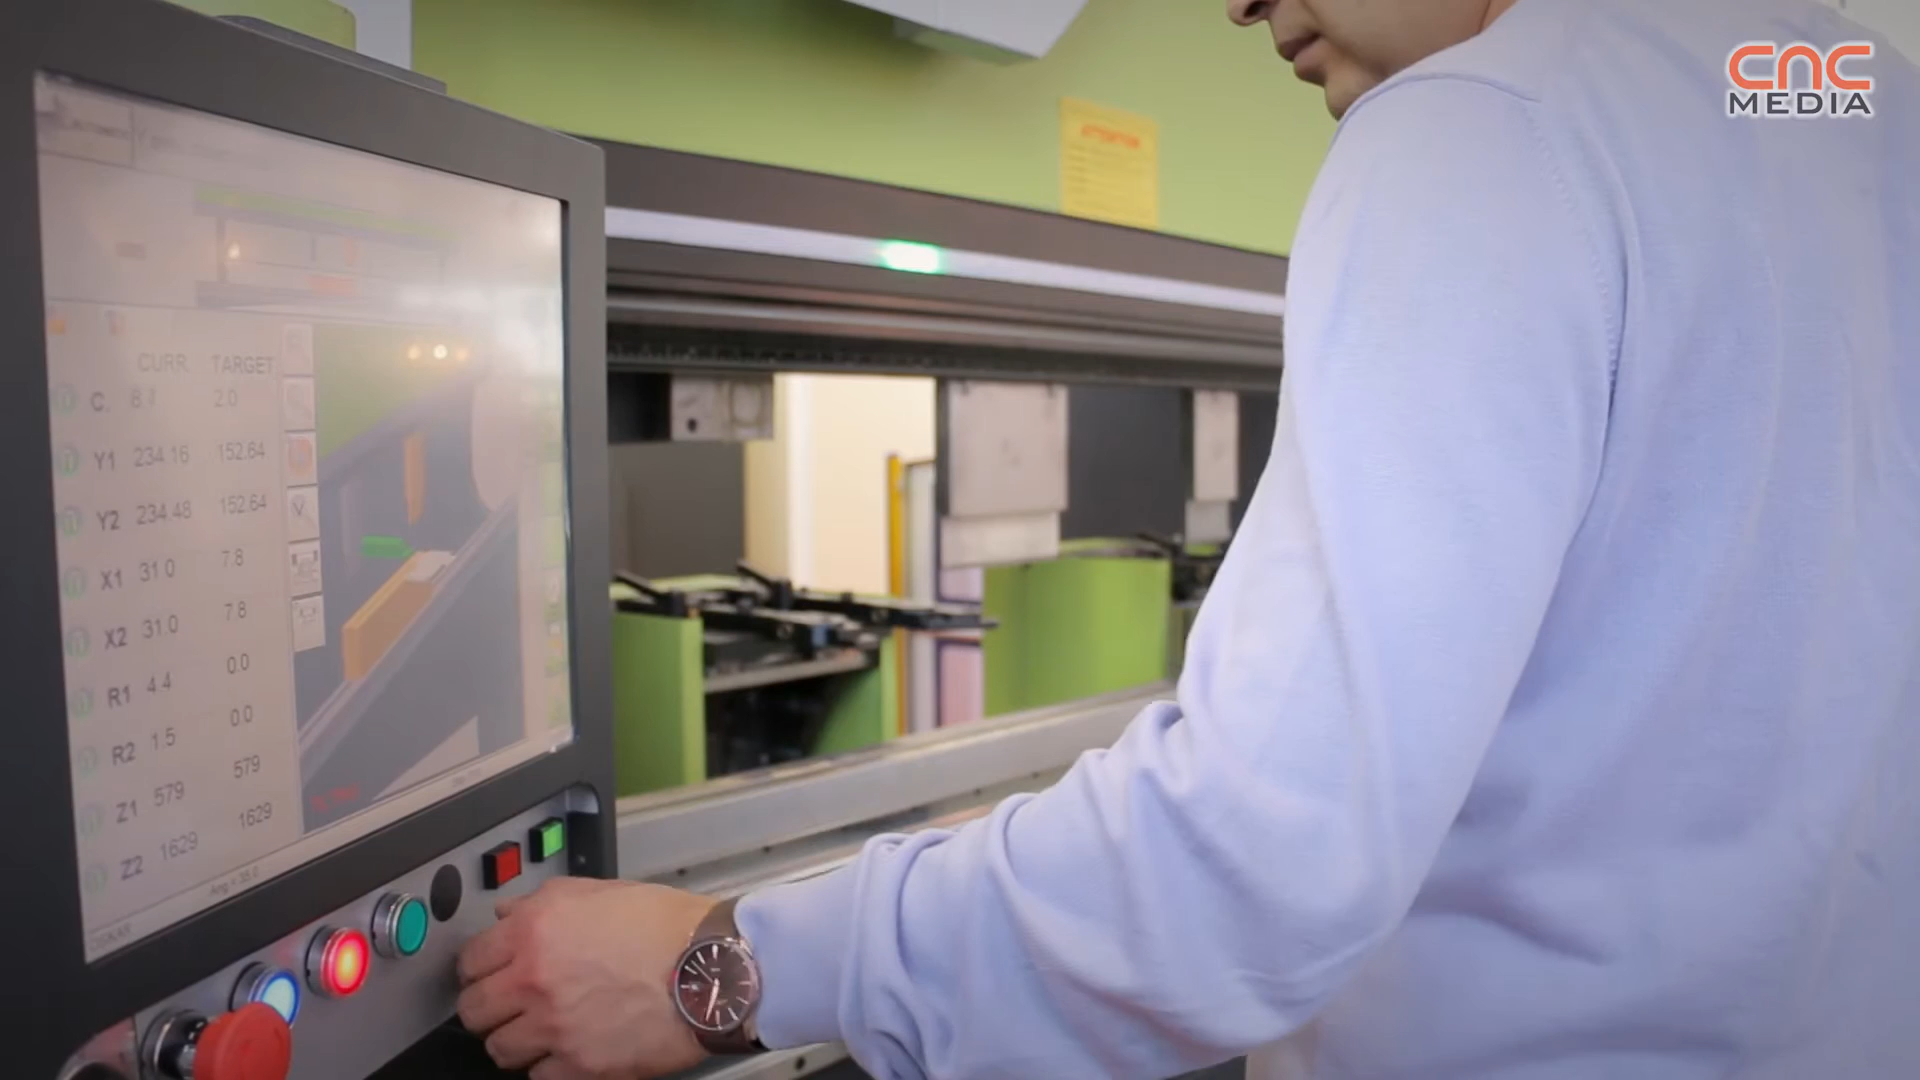 CNC
MEDIA
ATTENTION
CURR. TARGET
C. 8.7 2.0
Y1 234.16 152.64
Y2 234.48 152.64
X1 31.0 7.8
X2 31.0 7.8
R1 4.4 0.0
R2 1.5 0.0
Z1 579 579
Z2 1629 1629